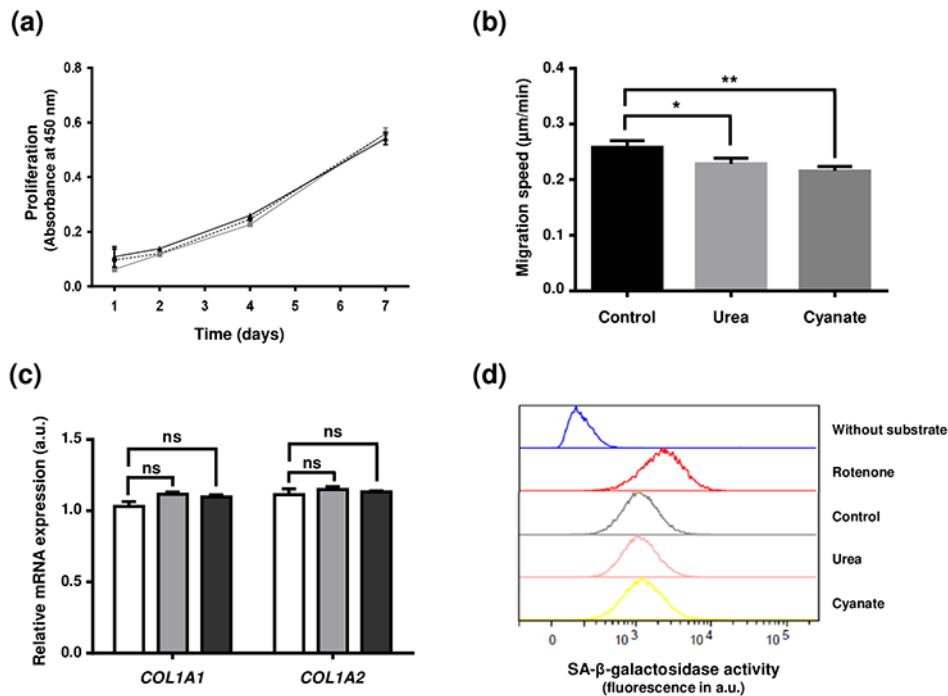 (a)
Proliferation
(Absorbance at 450 nm)
0.8
0.6
0.4
0.2
0.0
1 2 3 4 5 6 7
Time (days)
(b)
Migration speed (µm/min)
0.4
0.3
0.2
0.1
0.0
**
*
Control Urea Cyanate
(c)
Relative mRNA expression (a.u.)
1.5
1.0
0.5
0.0
ns
ns
ns
ns
COL1A1 COL1A2
(d)
Without substrate
Rotenone
Control
Urea
Cyanate
0 10³ 10⁴ 10⁵
SA-β-galactosidase activity
(fluorescence in a.u.)